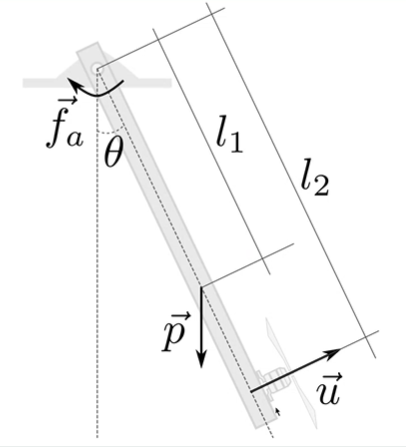 l₁
f⃗ₐ
θ
l₂
p⃗
u⃗